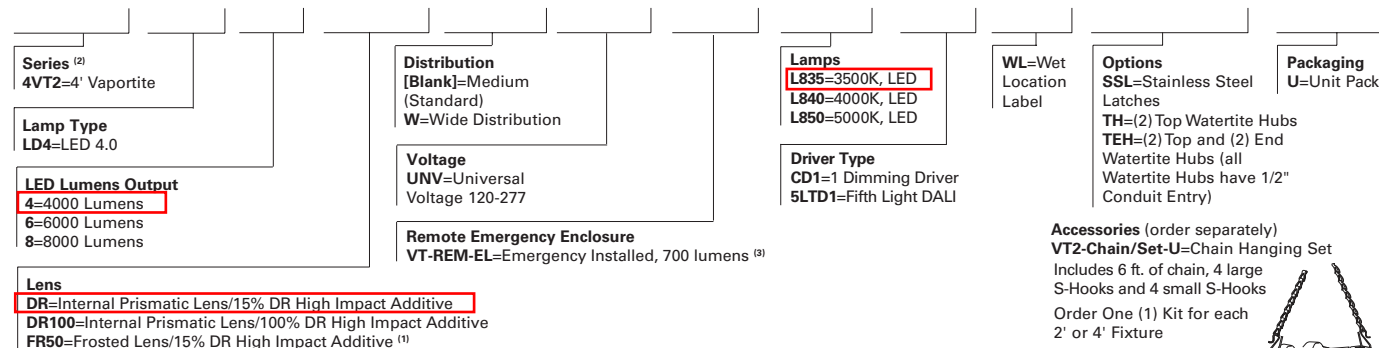 Series (2)
4VT2=4' Vaportite
Lamp Type
LD4=LED 4.0
LED Lumens Output
4=4000 Lumens
6=6000 Lumens
8=8000 Lumens
Lens
DR=Internal Prismatic Lens/15% DR High Impact Additive
DR100=Internal Prismatic Lens/100% DR High Impact Additive
FR50=Frosted Lens/15% DR High Impact Additive (1)
Distribution
[Blank]=Medium
(Standard)
W=Wide Distribution
Voltage
UNV=Universal
Voltage 120-277
Remote Emergency Enclosure
VT-REM-EL=Emergency Installed, 700 lumens (3)
Lamps
L835=3500K, LED
L840=4000K, LED
L850=5000K, LED
Driver Type
CD1=1 Dimming Driver
5LTD1=Fifth Light DALI
WL=Wet
Location
Label
Options
SSL=Stainless Steel
Latches
TH=(2) Top Watertite Hubs
TEH=(2) Top and (2) End
Watertite Hubs (all
Watertite Hubs have 1/2"
Conduit Entry)
Packaging
U=Unit Pack
Accessories (order separately)
VT2-Chain/Set-U=Chain Hanging Set
Includes 6 ft. of chain, 4 large
S-Hooks and 4 small S-Hooks
Order One (1) Kit for each
2' or 4' Fixture